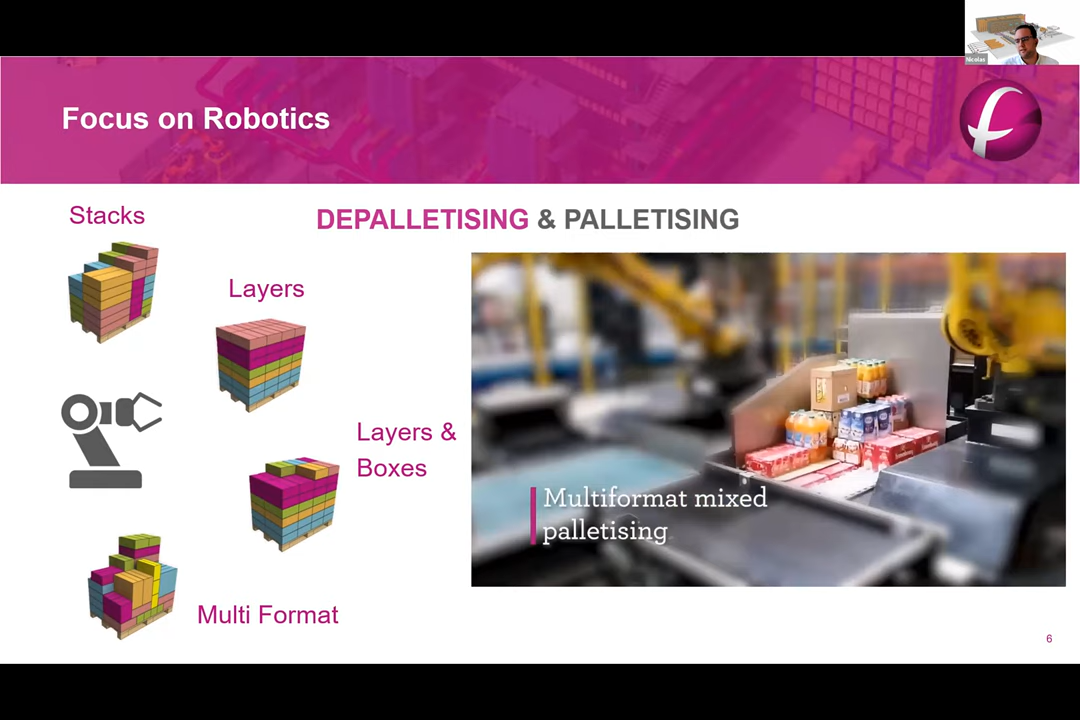 Nicolas
Focus on Robotics
Stacks
DEPALLETISING & PALLETISING
Layers
Layers &
Boxes
Multiformat mixed
palletising
Multi Format
6